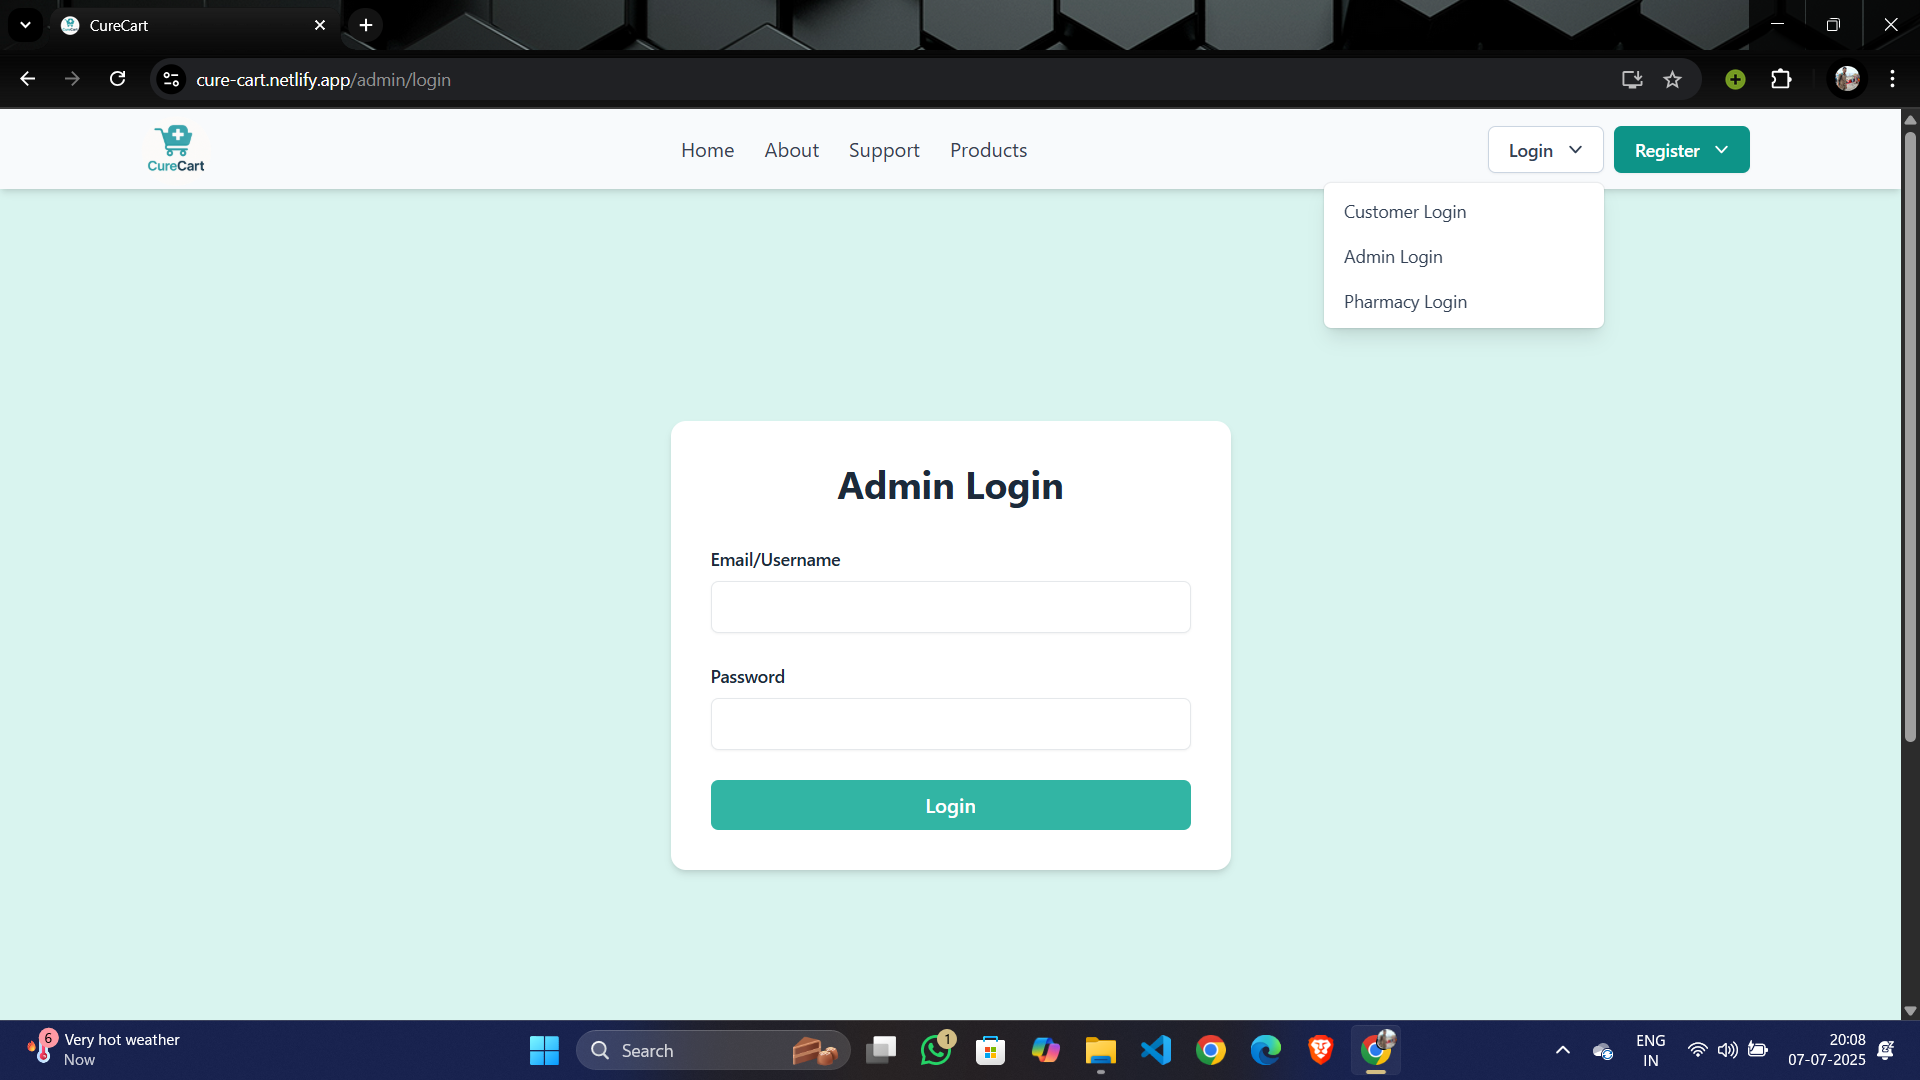 CureCart
cure-cart.netlify.app/admin/login
CureCart
Home About Support Products
Login Register
Customer Login
Admin Login
Pharmacy Login
Admin Login
Email/Username
Password
Login
6
Very hot weather
Now
Search
1
ENG
IN
20:08
07-07-2025